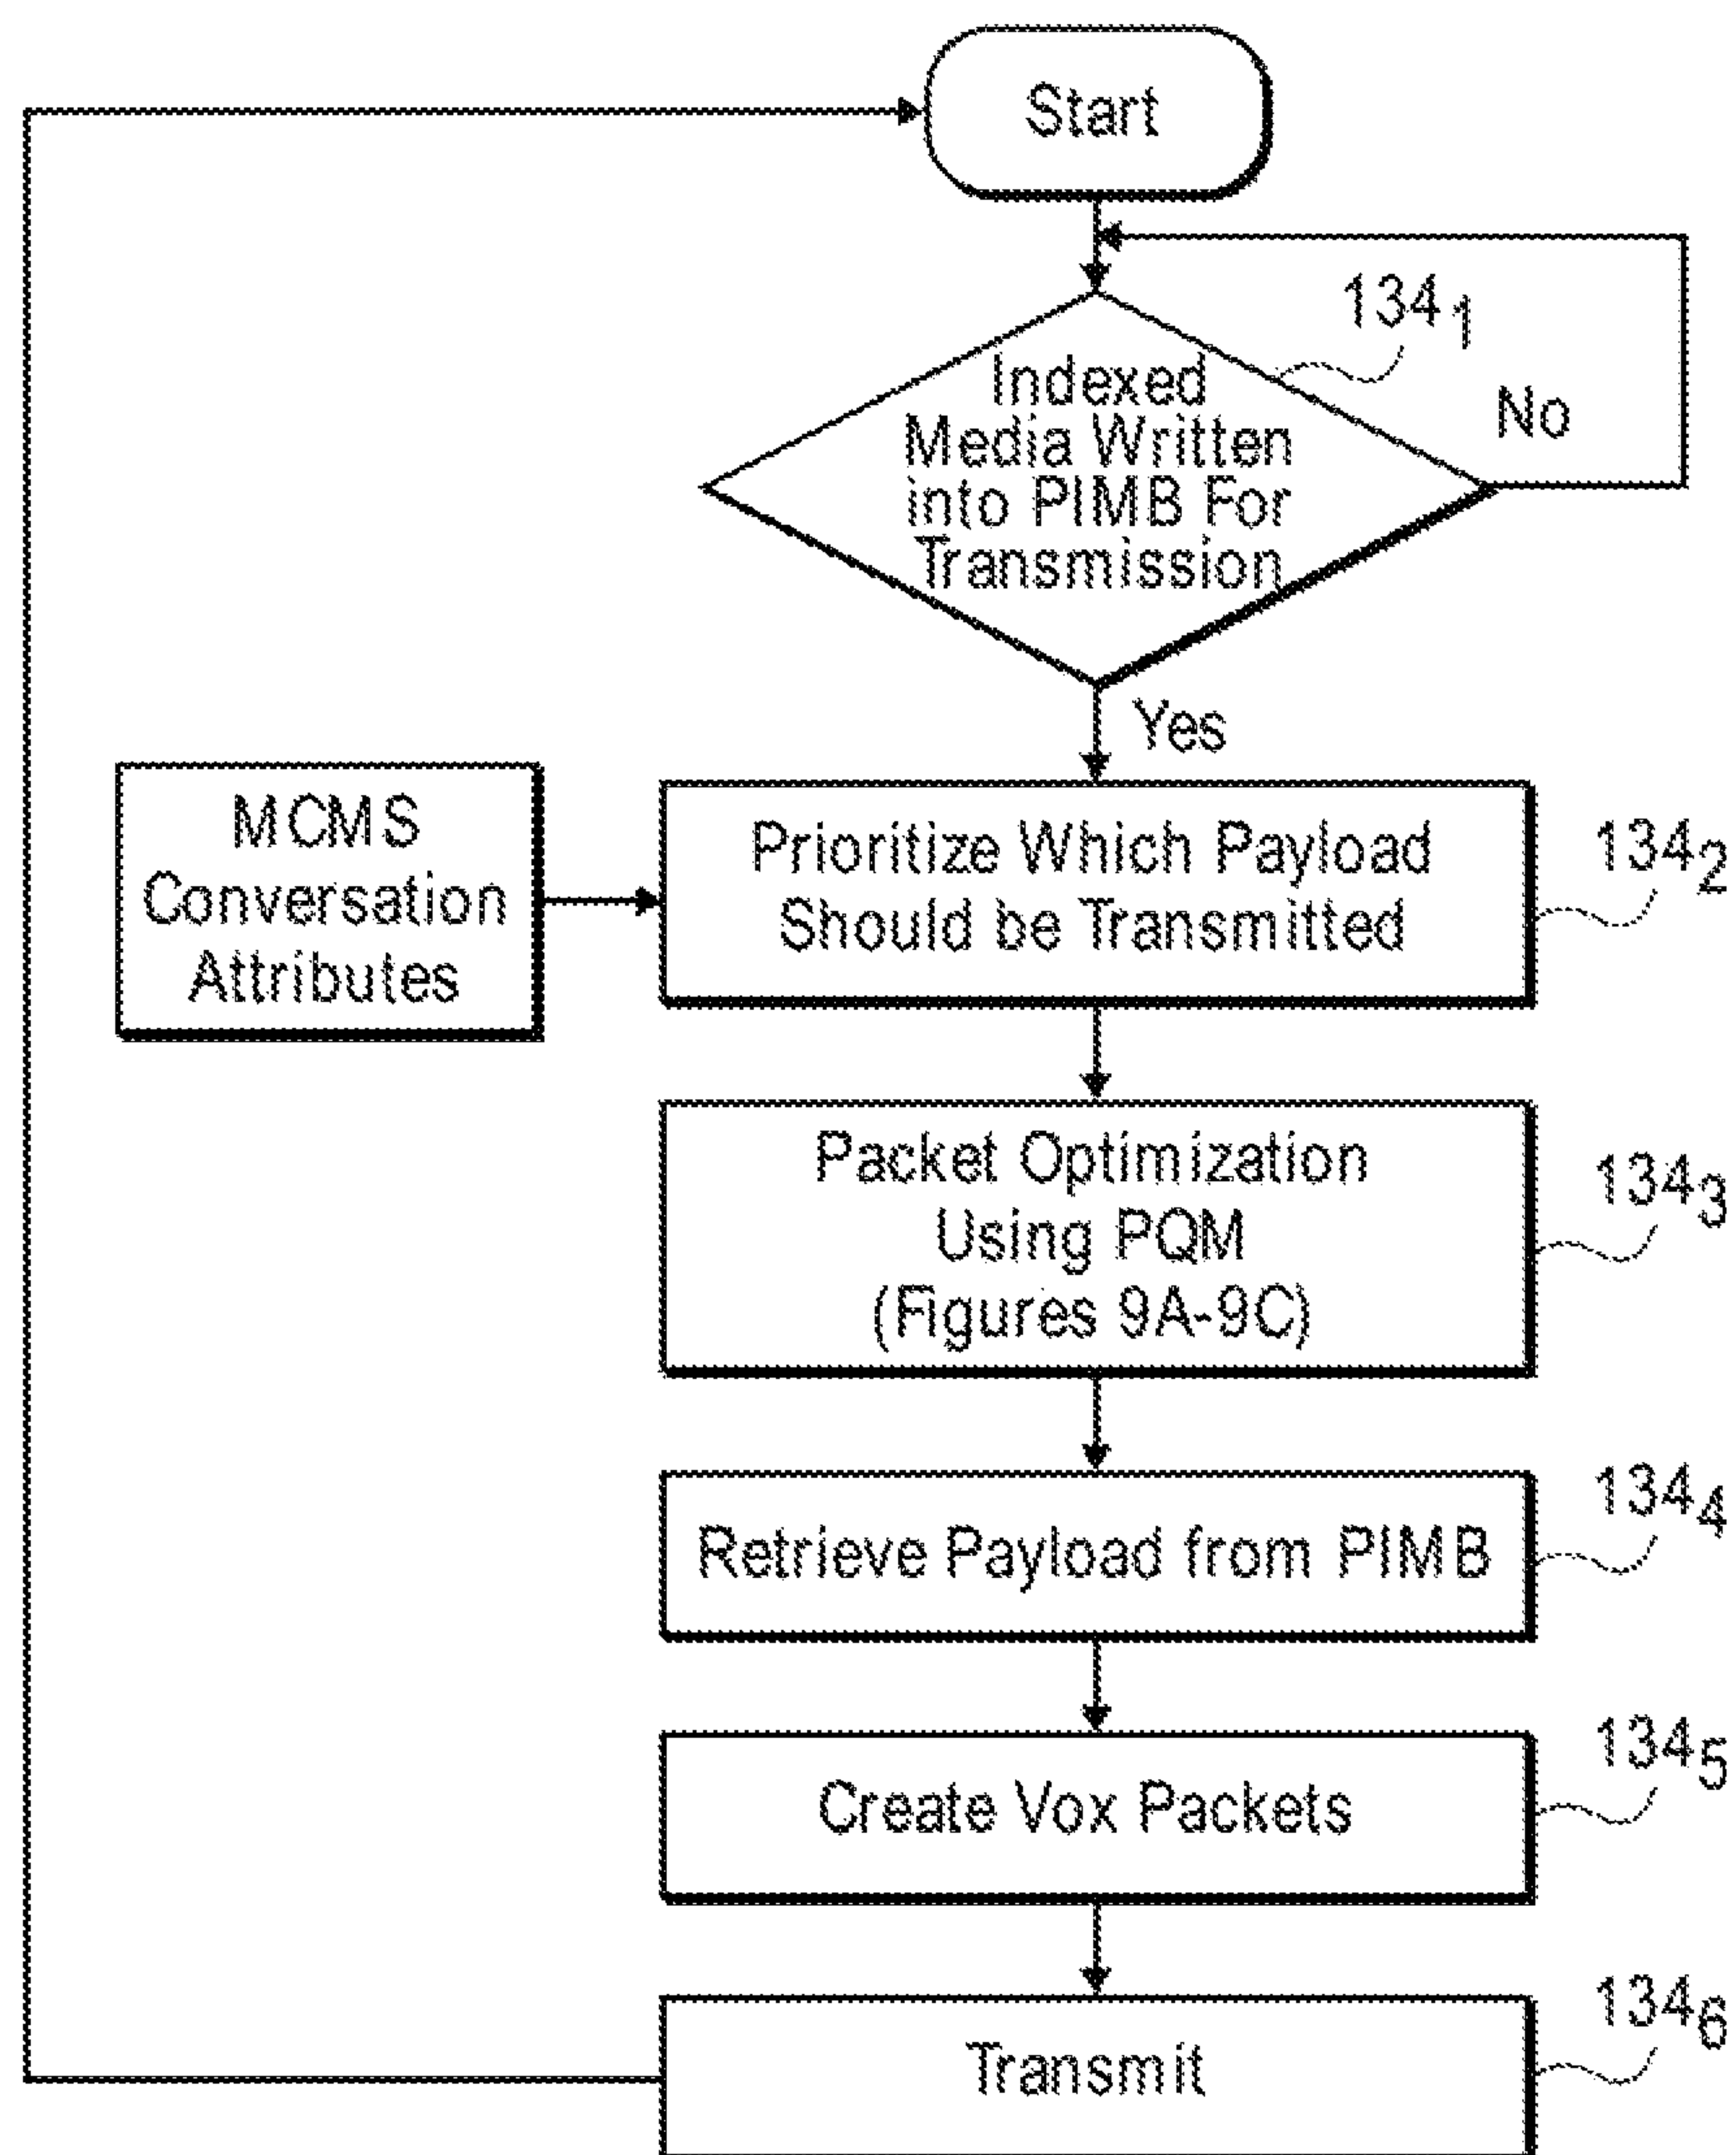 Start
134₁
Indexed
Media Written
into PIMB For
Transmission
No
Yes
MCMS
Conversation
Attributes
Prioritize Which Payload
Should be Transmitted
134₂
Packet Optimization
Using PQM
(Figures 9A-9C)
134₃
Retrieve Payload from PIMB
134₄
Create Vox Packets
134₅
Transmit
134₆